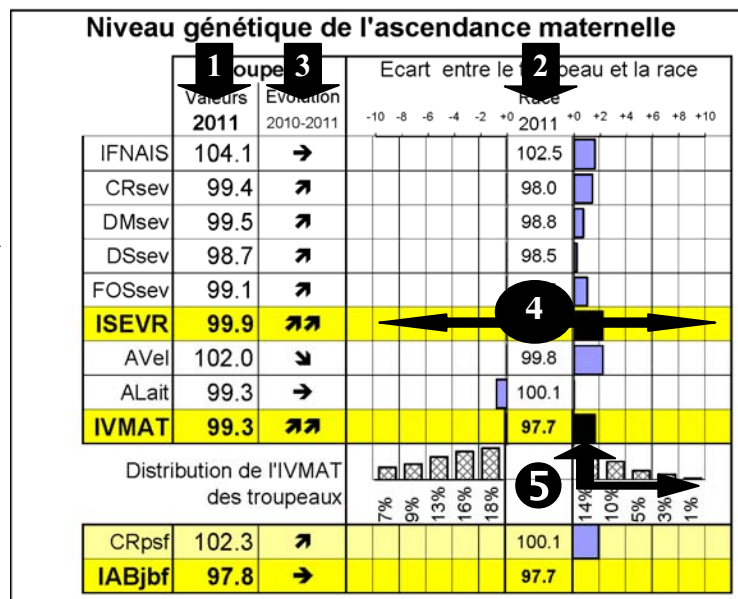 Niveau génétique de l'ascendance maternelle
1 3 Ecart entre le 2 et la race
Valeurs Evolution
2011 2010-2011 -10 -8 -6 -4 -2 +0 2011 +0 +2 +4 +6 +8 +10
IFNAIS 104.1 ➔ 102.5
CRsev 99.4 ↗ 98.0
DMsev 99.5 ↗ 98.8
DSsev 98.7 ↗ 98.5
FOSsev 99.1 ↗
ISEVR 99.9 ↗↗ 4
AVel 102.0 ↘ 99.8
ALait 99.3 ➔ 100.1
IVMAT 99.3 ↗↗ 97.7
Distribution de l'IVMAT
des troupeaux
7% 9% 13% 16% 18% 5 14% 10% 5% 3% 1%
CRpsf 102.3 ↗ 100.1
IABjbf 97.8 ➔ 97.7